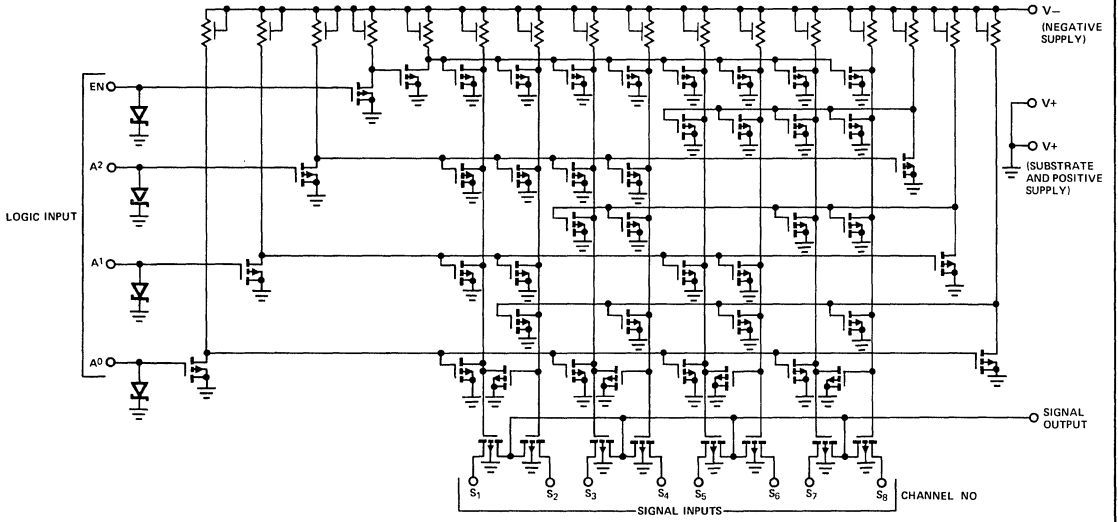 V−
(NEGATIVE
SUPPLY)
EN
V+
V+
(SUBSTRATE
AND POSITIVE
SUPPLY)
A2
LOGIC INPUT
A1
A0
SIGNAL
OUTPUT
S1 S2 S3 S4 S5 S6 S7 S8 CHANNEL NO
SIGNAL INPUTS